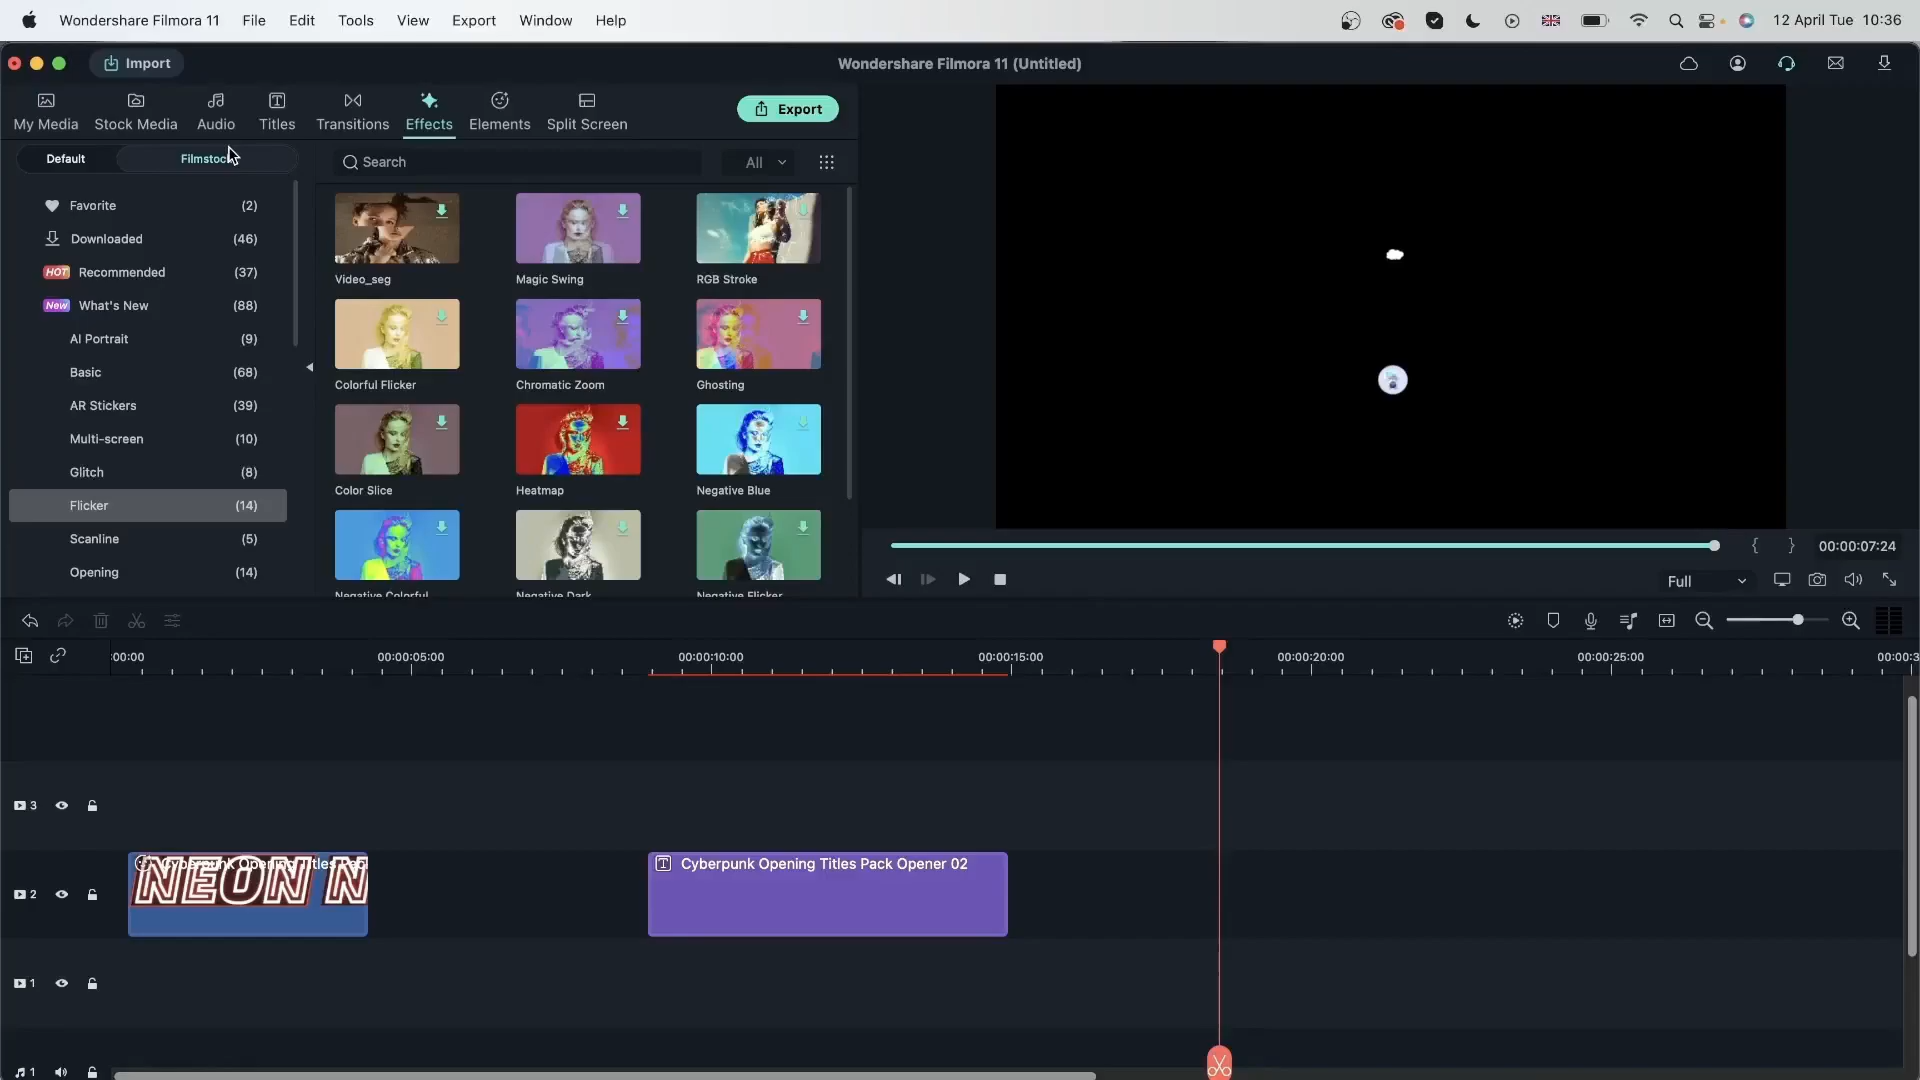 Wondershare Filmora 11 File Edit Tools View Export Window Help 12 April Tue 10:36
Import Wondershare Filmora 11 (Untitled)
My Media Stock Media Audio Titles Transitions Effects Elements Split Screen Export
Default Filmstock Search All
Favorite (2)
Downloaded (46)
HOT Recommended (37)
New What's New (88)
AI Portrait (9)
Basic (68)
AR Stickers (39)
Multi-screen (10)
Glitch (8)
Flicker (14)
Scanline (5)
Opening (14)
Video_seg Magic Swing RGB Stroke
Colorful Flicker Chromatic Zoom Ghosting
Color Slice Heatmap Negative Blue
Negative Colorful Negative Dark Negative Flicker
{ } 00:00:07:24
Full
:00:00 00:00:05:00 00:00:10:00 00:00:15:00 00:00:20:00 00:00:25:00 00:00:3
3
2
Cyberpunk Opening Titles Pac
NEON N
Cyberpunk Opening Titles Pack Opener 02
1
1